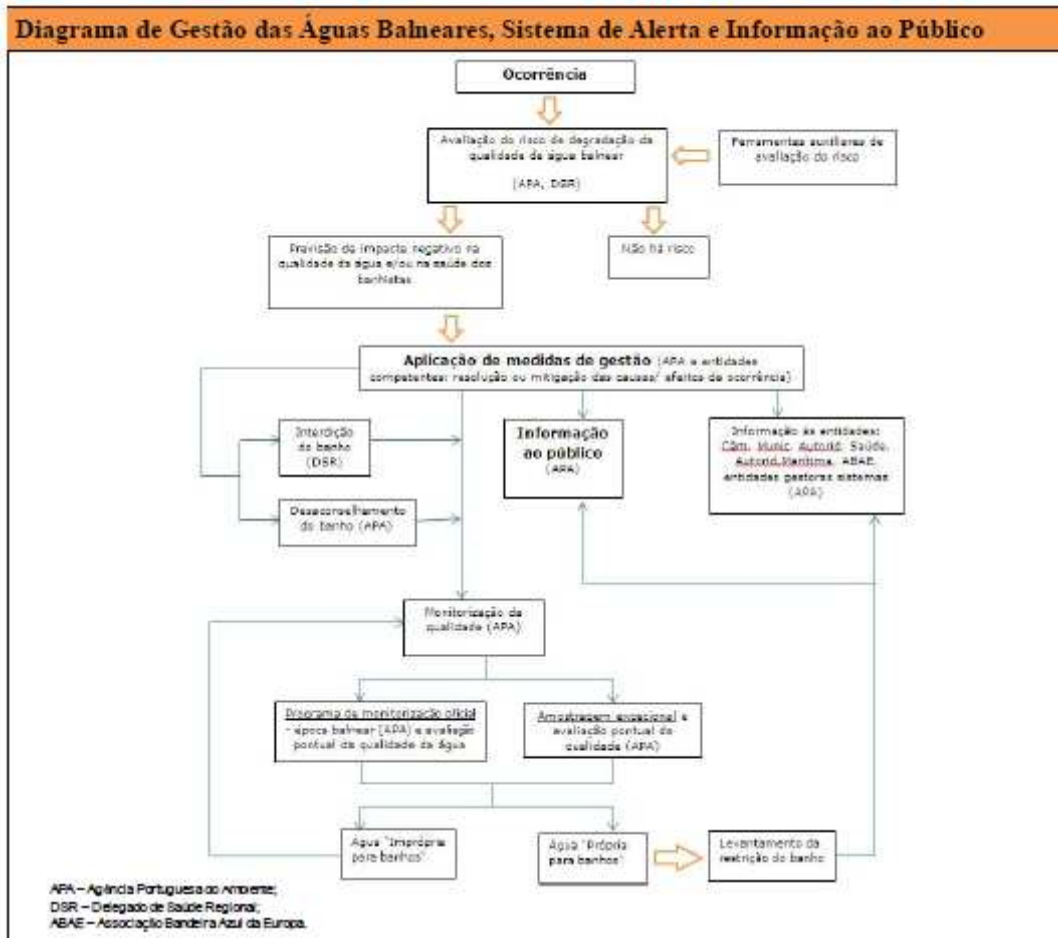 Diagrama de Gestão das Águas Balneares, Sistema de Alerta e Informação ao Público
Ocorrência
Avaliação do risco de degradação da
qualidade da água balnear
(APA, DSR)
Ferramentas auxiliares de
avaliação do risco
Previsão de impacte negativo na
qualidade da água e/ou na saúde dos
banhistas
Não há risco
Aplicação de medidas de gestão (APA e entidades
competentes: resolução ou mitigação das causas/ efeitos da ocorrência)
Interdição
do banho
(DSR)
Informação
ao público
(APA)
Informação às entidades:
Câm. Munic. Autorid. Saúde.
Autorid.Marítima. ABAE,
entidades gestoras sistemas
(APA)
Desaconselhamento
do banho (APA)
Monitorização da
qualidade (APA)
Programa de monitorização oficial
- época balnear (APA) e avaliação
pontual da qualidade da água
Amostragem excecional e
avaliação pontual da
qualidade (APA)
Água "Imprópria
para banhos"
Água "Própria
para banhos"
Levantamento da
restrição do banho
APA – Agência Portuguesa do Ambiente;
DSR – Delegado de Saúde Regional;
ABAE – Associação Bandeira Azul da Europa.